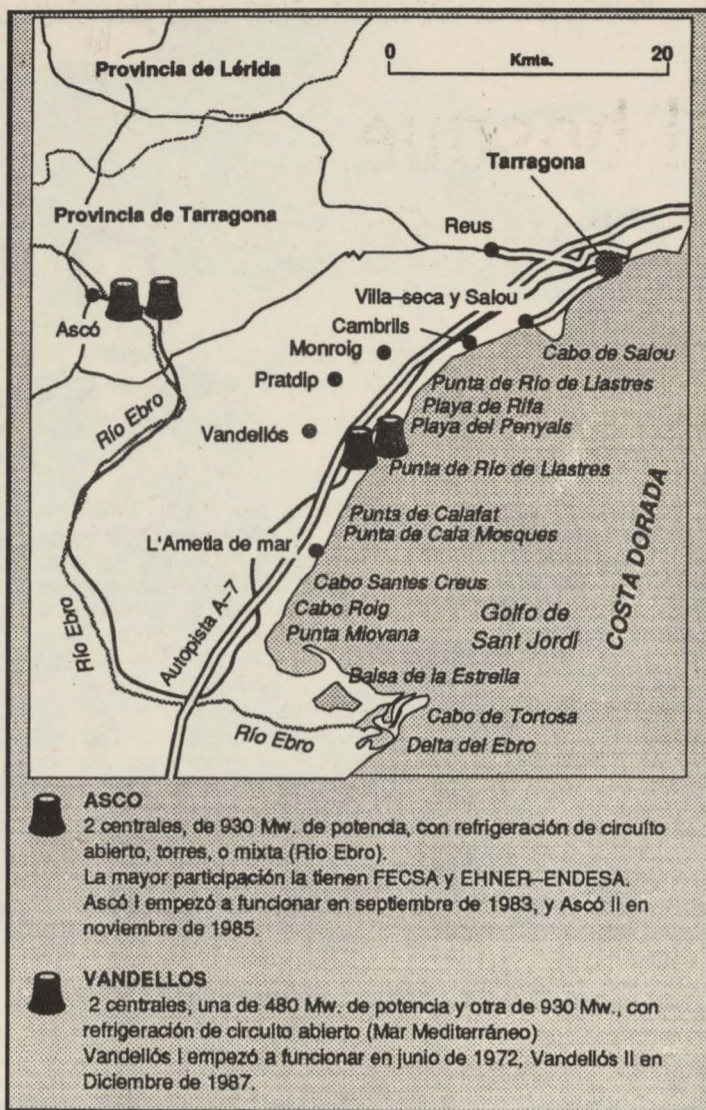 0 Kmts. 20
Provincia de Lérida
Tarragona
Provincia de Tarragona
Reus
Villa-seca y Salou
Ascó
Cambrils
Cabo de Salou
Monroig
Pratdip
Punta de Río de Llastres
Playa de Rifa
Río Ebro
Vandellós
Playa del Penyals
Punta de Río de Llastres
Punta de Calafat
L'Ametla de mar
Punta de Cala Mosques
COSTA DORADA
Cabo Santes Creus
Autopista A-7
Cabo Roig
Golfo de
Río Ebro
Punta Miovana
Sant Jordi
Balsa de la Estrella
Cabo de Tortosa
Río Ebro
Delta del Ebro
ASCO
2 centrales, de 930 Mw. de potencia, con refrigeración de circuito
abierto, torres, o mixta (Río Ebro).
La mayor participación la tienen FECSA y EHNER-ENDESA.
Ascó I empezó a funcionar en septiembre de 1983, y Ascó II en
noviembre de 1985.
VANDELLOS
2 centrales, una de 480 Mw. de potencia y otra de 930 Mw., con
refrigeración de circuito abierto (Mar Mediterráneo)
Vandellós I empezó a funcionar en junio de 1972, Vandellós II en
Diciembre de 1987.